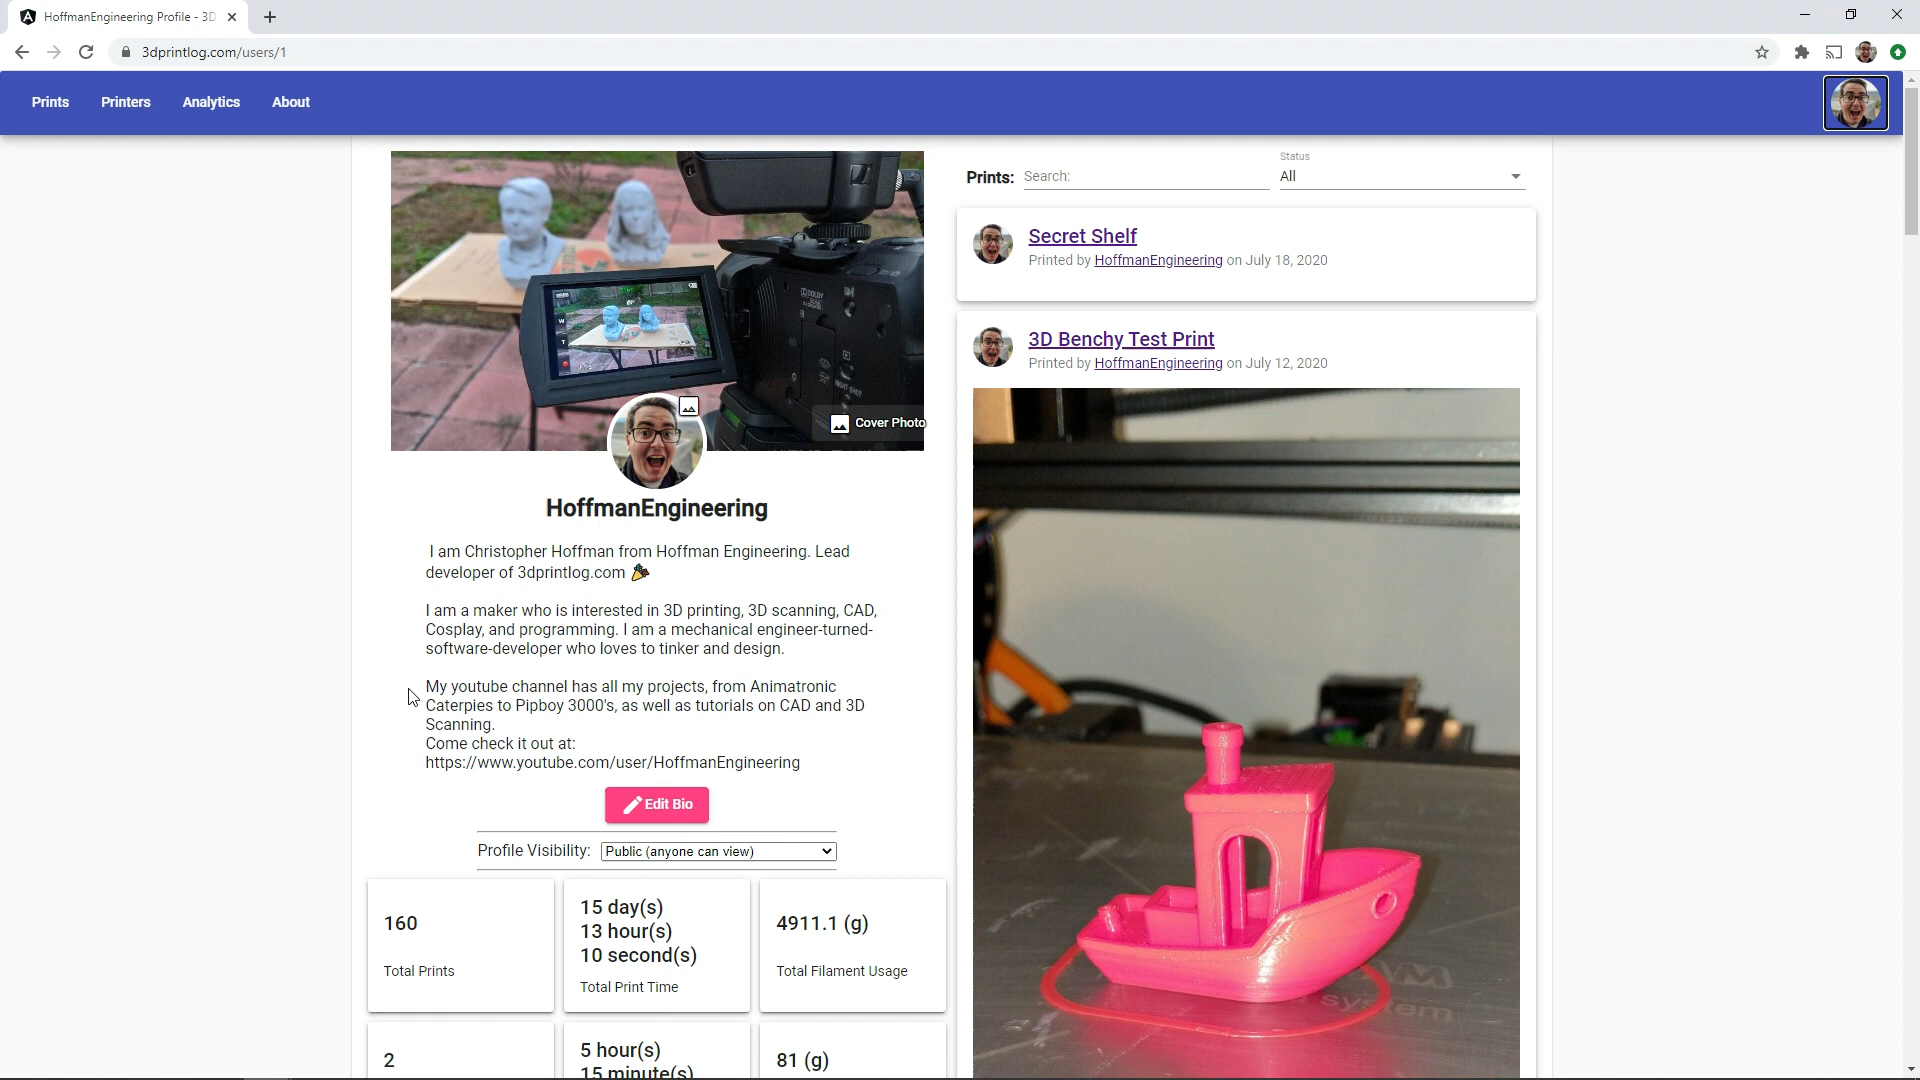 HoffmanEngineering Profile - 3D
3dprintlog.com/users/1
Prints Printers Analytics About
Cover Photo
HoffmanEngineering
I am Christopher Hoffman from Hoffman Engineering. Lead
developer of 3dprintlog.com 🎉
I am a maker who is interested in 3D printing, 3D scanning, CAD,
Cosplay, and programming. I am a mechanical engineer-turned-
software-developer who loves to tinker and design.
My youtube channel has all my projects, from Animatronic
Caterpies to Pipboy 3000's, as well as tutorials on CAD and 3D
Scanning.
Come check it out at:
https://www.youtube.com/user/HoffmanEngineering
Edit Bio
Profile Visibility: Public (anyone can view)
160
Total Prints
15 day(s)
13 hour(s)
10 second(s)
Total Print Time
4911.1 (g)
Total Filament Usage
2
5 hour(s)
15 minute(s)
81 (g)
Prints: Search:
Status
All
Secret Shelf
Printed by HoffmanEngineering on July 18, 2020
3D Benchy Test Print
Printed by HoffmanEngineering on July 12, 2020
system